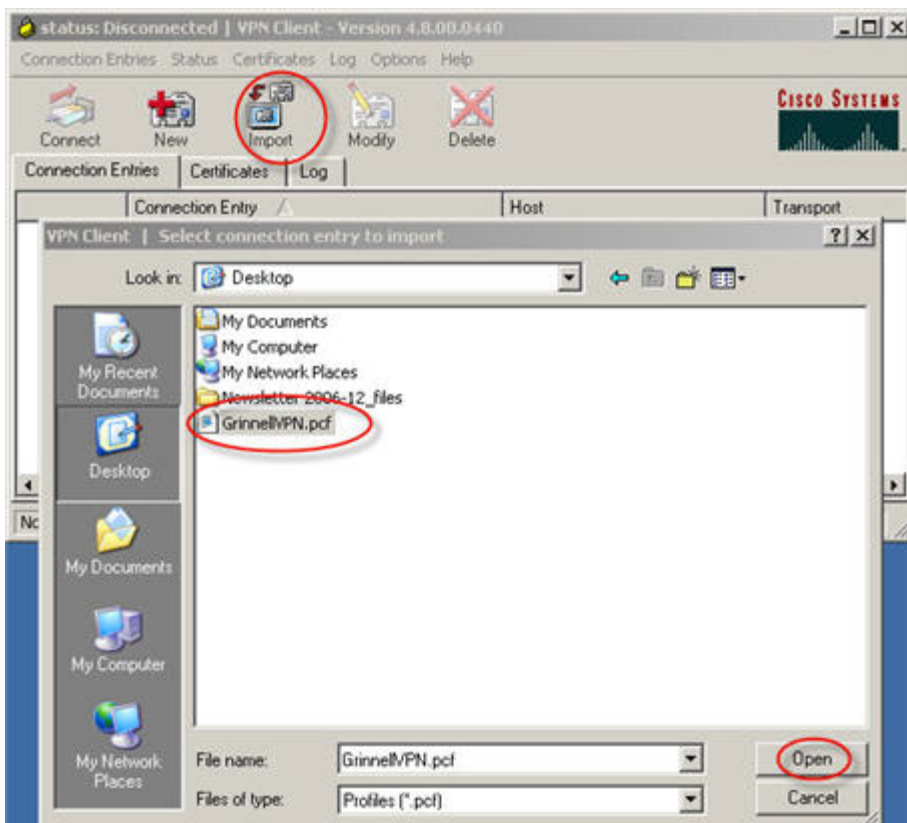 status: Disconnected | VPN Client - Version 4.8.00.0440
Connection Entries Status Certificates Log Options Help
Connect New Import Modify Delete
CISCO SYSTEMS
Connection Entries Certificates Log
Connection Entry Host Transport
VPN Client | Select connection entry to import
Look in: Desktop
My Recent Documents
Desktop
My Documents
My Computer
My Network Places
My Documents
My Computer
My Network Places
Newsletter 2006-12_files
GrinnellVPN.pcf
File name: GrinnellVPN.pcf Open
Files of type: Profiles (*.pcf) Cancel